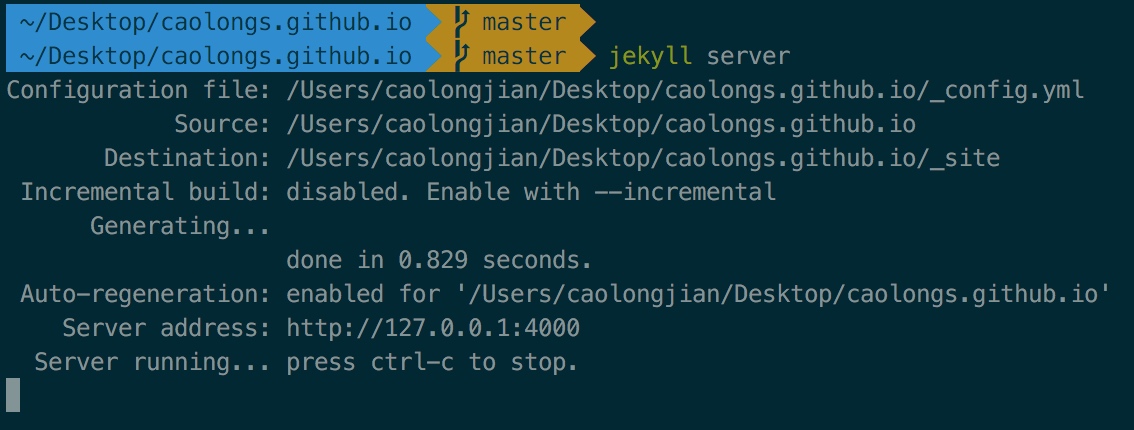 ~/Desktop/caolongs.github.io master
~/Desktop/caolongs.github.io master jekyll server
Configuration file: /Users/caolongjian/Desktop/caolongs.github.io/_config.yml
Source: /Users/caolongjian/Desktop/caolongs.github.io
Destination: /Users/caolongjian/Desktop/caolongs.github.io/_site
Incremental build: disabled. Enable with --incremental
Generating...
done in 0.829 seconds.
Auto-regeneration: enabled for '/Users/caolongjian/Desktop/caolongs.github.io'
Server address: http://127.0.0.1:4000
Server running... press ctrl-c to stop.